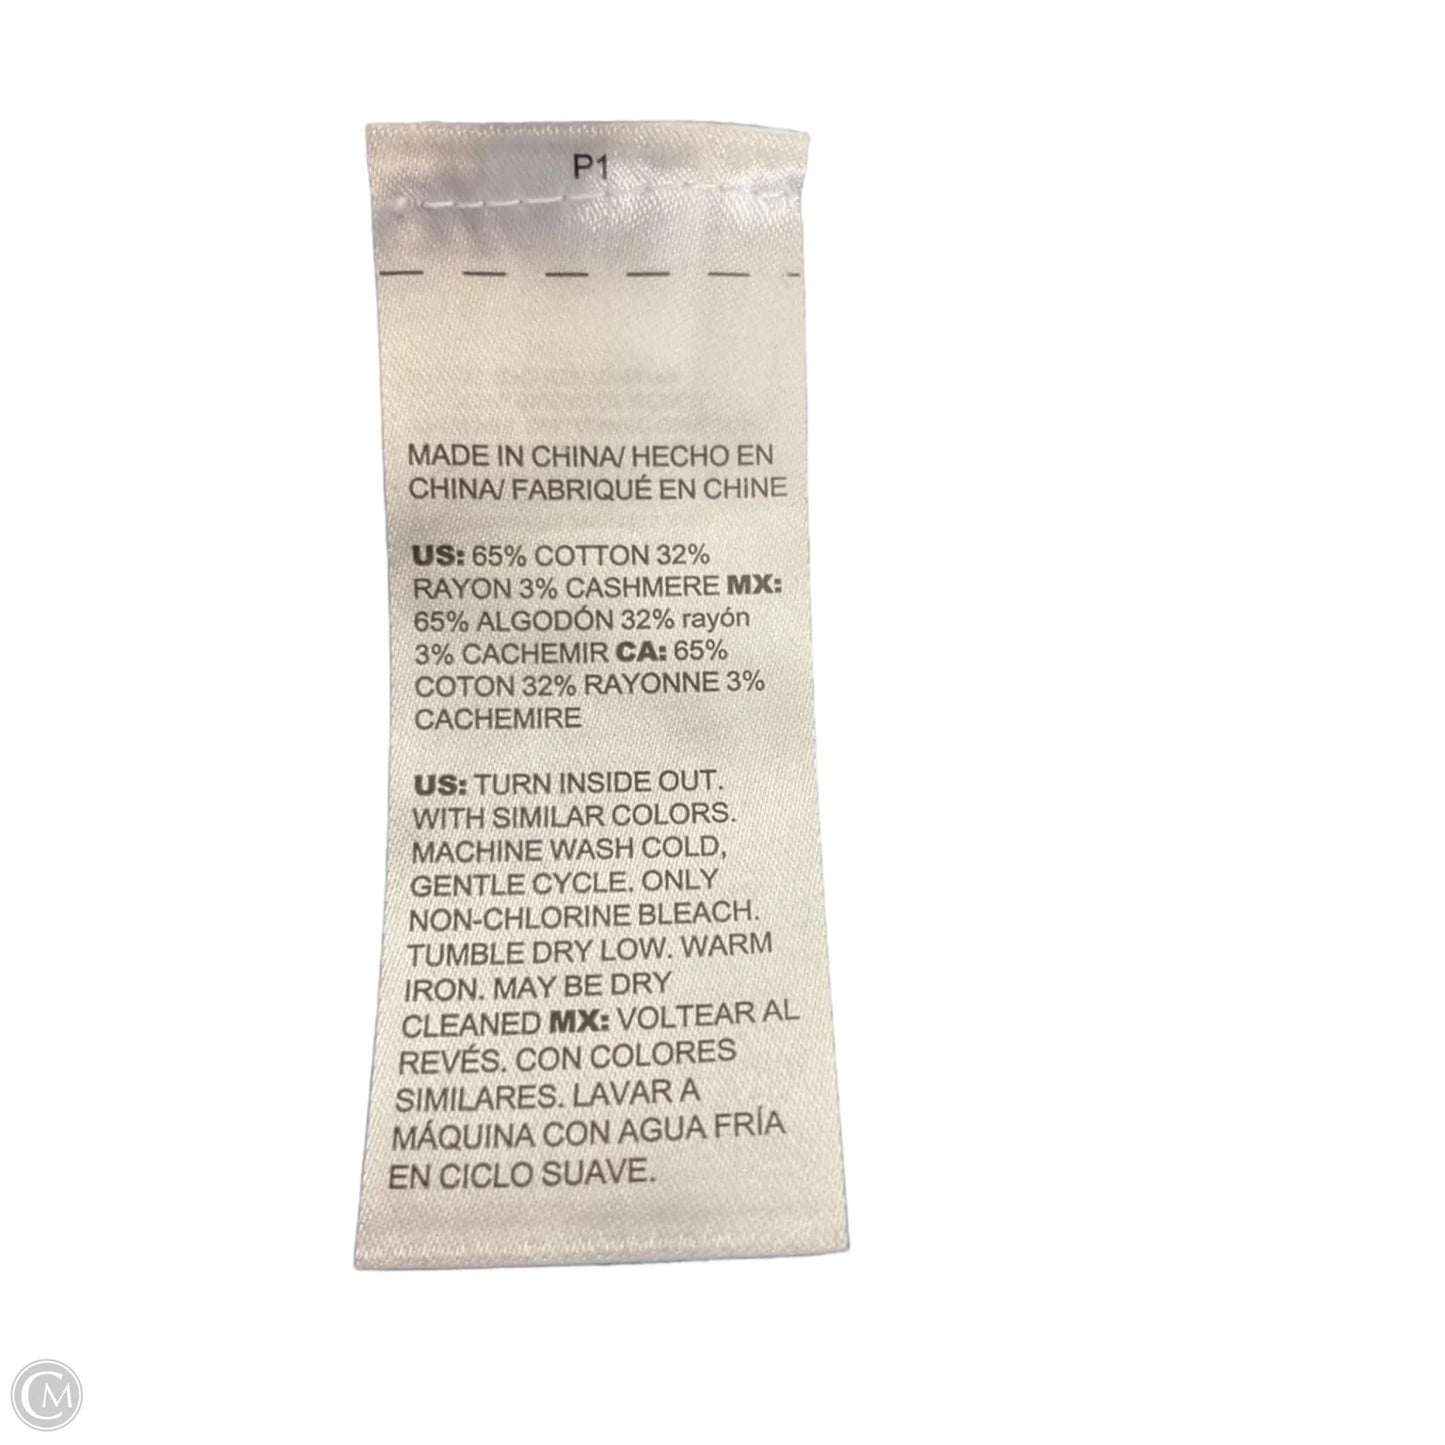 P1
MADE IN CHINA/ HECHO EN
CHINA/ FABRIQUÉ EN CHINE
US: 65% COTTON 32%
RAYON 3% CASHMERE MX:
65% ALGODÓN 32% rayón
3% CACHEMIR CA: 65%
COTON 32% RAYONNE 3%
CACHEMIRE
US: TURN INSIDE OUT.
WITH SIMILAR COLORS.
MACHINE WASH COLD,
GENTLE CYCLE. ONLY
NON-CHLORINE BLEACH.
TUMBLE DRY LOW. WARM
IRON. MAY BE DRY
CLEANED MX: VOLTEAR AL
REVÉS. CON COLORES
SIMILARES. LAVAR A
MÁQUINA CON AGUA FRÍA
EN CICLO SUAVE.
CM